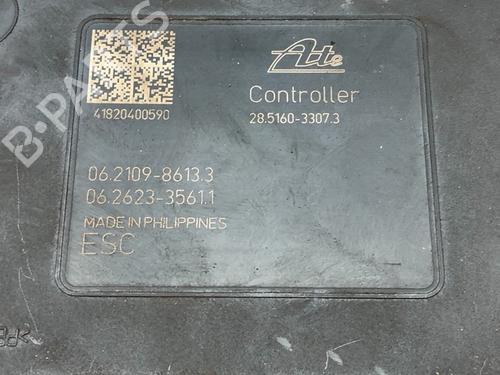 Ate
Controller
41820400590
28.5160-3307.3
06.2109-8613.3
06.2623-3561.1
MADE IN PHILIPPINES
ESC
B-PARTS